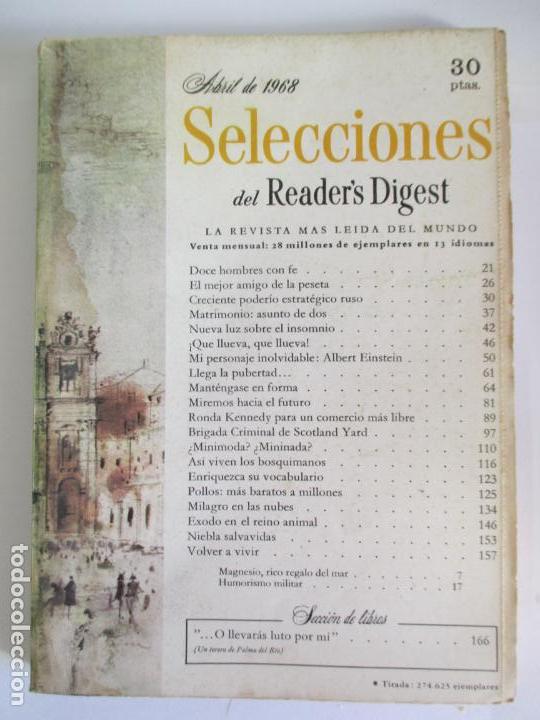 Abril de 1968
30
ptas.
Selecciones
del Reader's Digest
LA REVISTA MAS LEIDA DEL MUNDO
Venta mensual: 28 millones de ejemplares en 13 idiomas
Doce hombres con fe . . . . . . . . . 21
El mejor amigo de la peseta . . . . . . . 26
Creciente poderío estratégico ruso . . . . . . 30
Matrimonio: asunto de dos . . . . . . . 37
Nueva luz sobre el insomnio . . . . . . . 42
¡Que llueva, que llueva! . . . . . . . . 46
Mi personaje inolvidable: Albert Einstein . . . . 50
Llega la pubertad... . . . . . . . . . 61
Manténgase en forma . . . . . . . . 64
Miremos hacia el futuro . . . . . . . . 81
Ronda Kennedy para un comercio más libre . . . 89
Brigada Criminal de Scotland Yard . . . . . 97
¿Minimoda? ¿Mininada? . . . . . . . 110
Así viven los bosquimanos . . . . . . . 116
Enriquezca su vocabulario . . . . . . . 123
Pollos: más baratos a millones . . . . . . 125
Milagro en las nubes . . . . . . . . 134
Exodo en el reino animal . . . . . . . 146
Niebla salvavidas . . . . . . . . . 153
Volver a vivir . . . . . . . . . . 157
Magnesio, rico regalo del mar . . . . . 7
Humorismo militar . . . . . . . 17
Sección de libros
"...O llevarás luto por mi" . . . . . . . 166
(Un torero de Palma del Río)
* Tirada: 274.625 ejemplares
todocoleccion